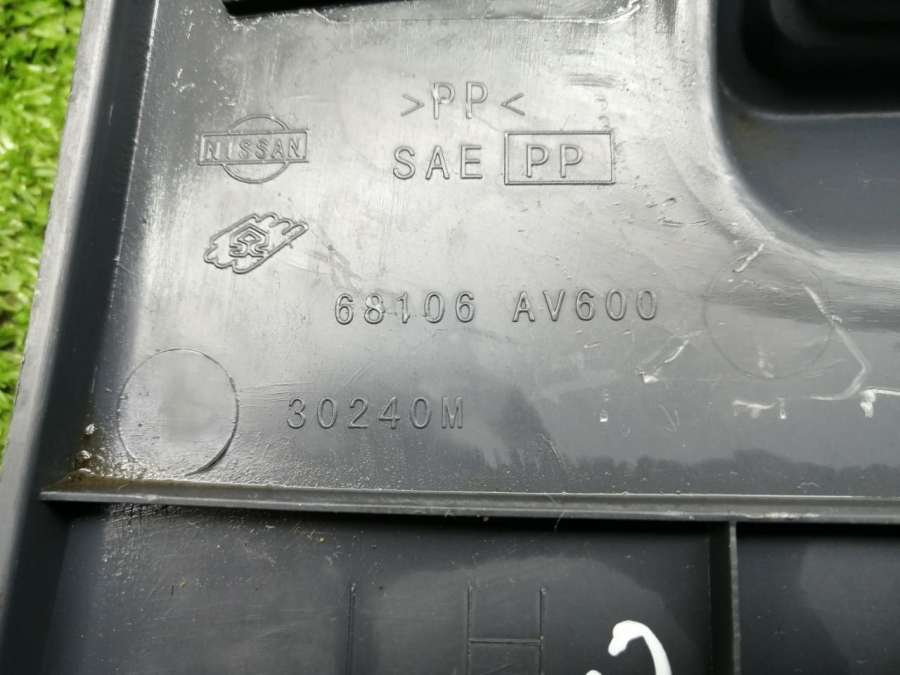 >PP<
NISSAN
SAE PP
68106 AV600
30240M